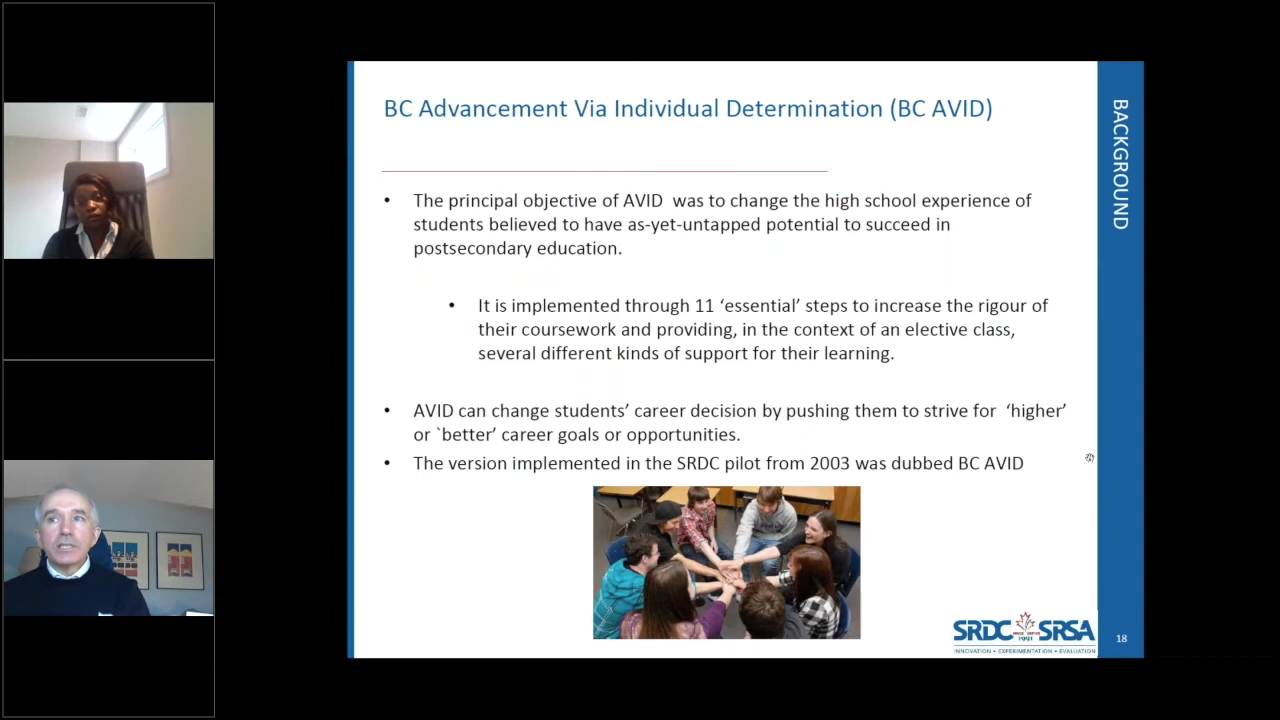 BC Advancement Via Individual Determination (BC AVID)
BACKGROUND
• The principal objective of AVID  was to change the high school experience of
students believed to have as-yet-untapped potential to succeed in
postsecondary education.
• It is implemented through 11 ‘essential’ steps to increase the rigour of
their coursework and providing, in the context of an elective class,
several different kinds of support for their learning.
• AVID can change students’ career decision by pushing them to strive for  ‘higher’
or `better’ career goals or opportunities.
• The version implemented in the SRDC pilot from 2003 was dubbed BC AVID
SRDC SRSA
1991
INNOVATION • EXPERIMENTATION • EVALUATION
18